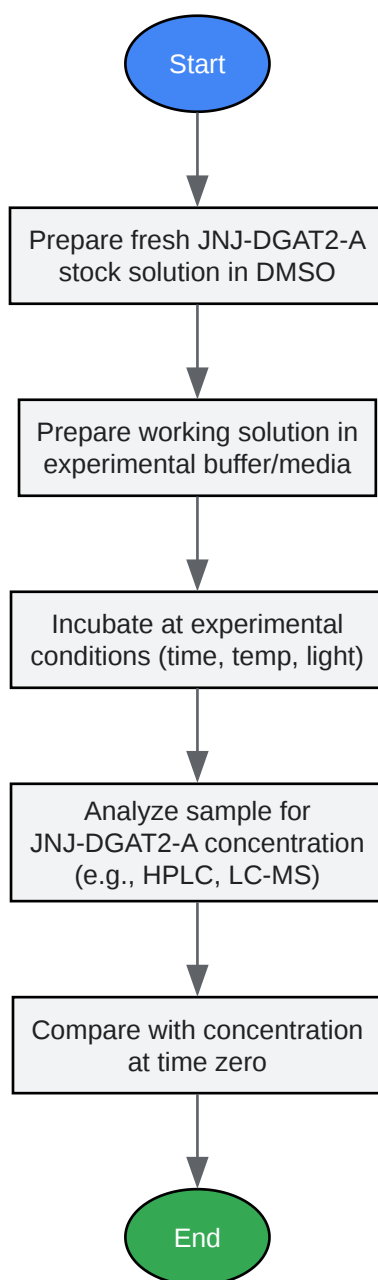 Start
Prepare fresh JNJ-DGAT2-A
stock solution in DMSO
Prepare working solution in
experimental buffer/media
Incubate at experimental
conditions (time, temp, light)
Analyze sample for
JNJ-DGAT2-A concentration
(e.g., HPLC, LC-MS)
Compare with concentration
at time zero
End